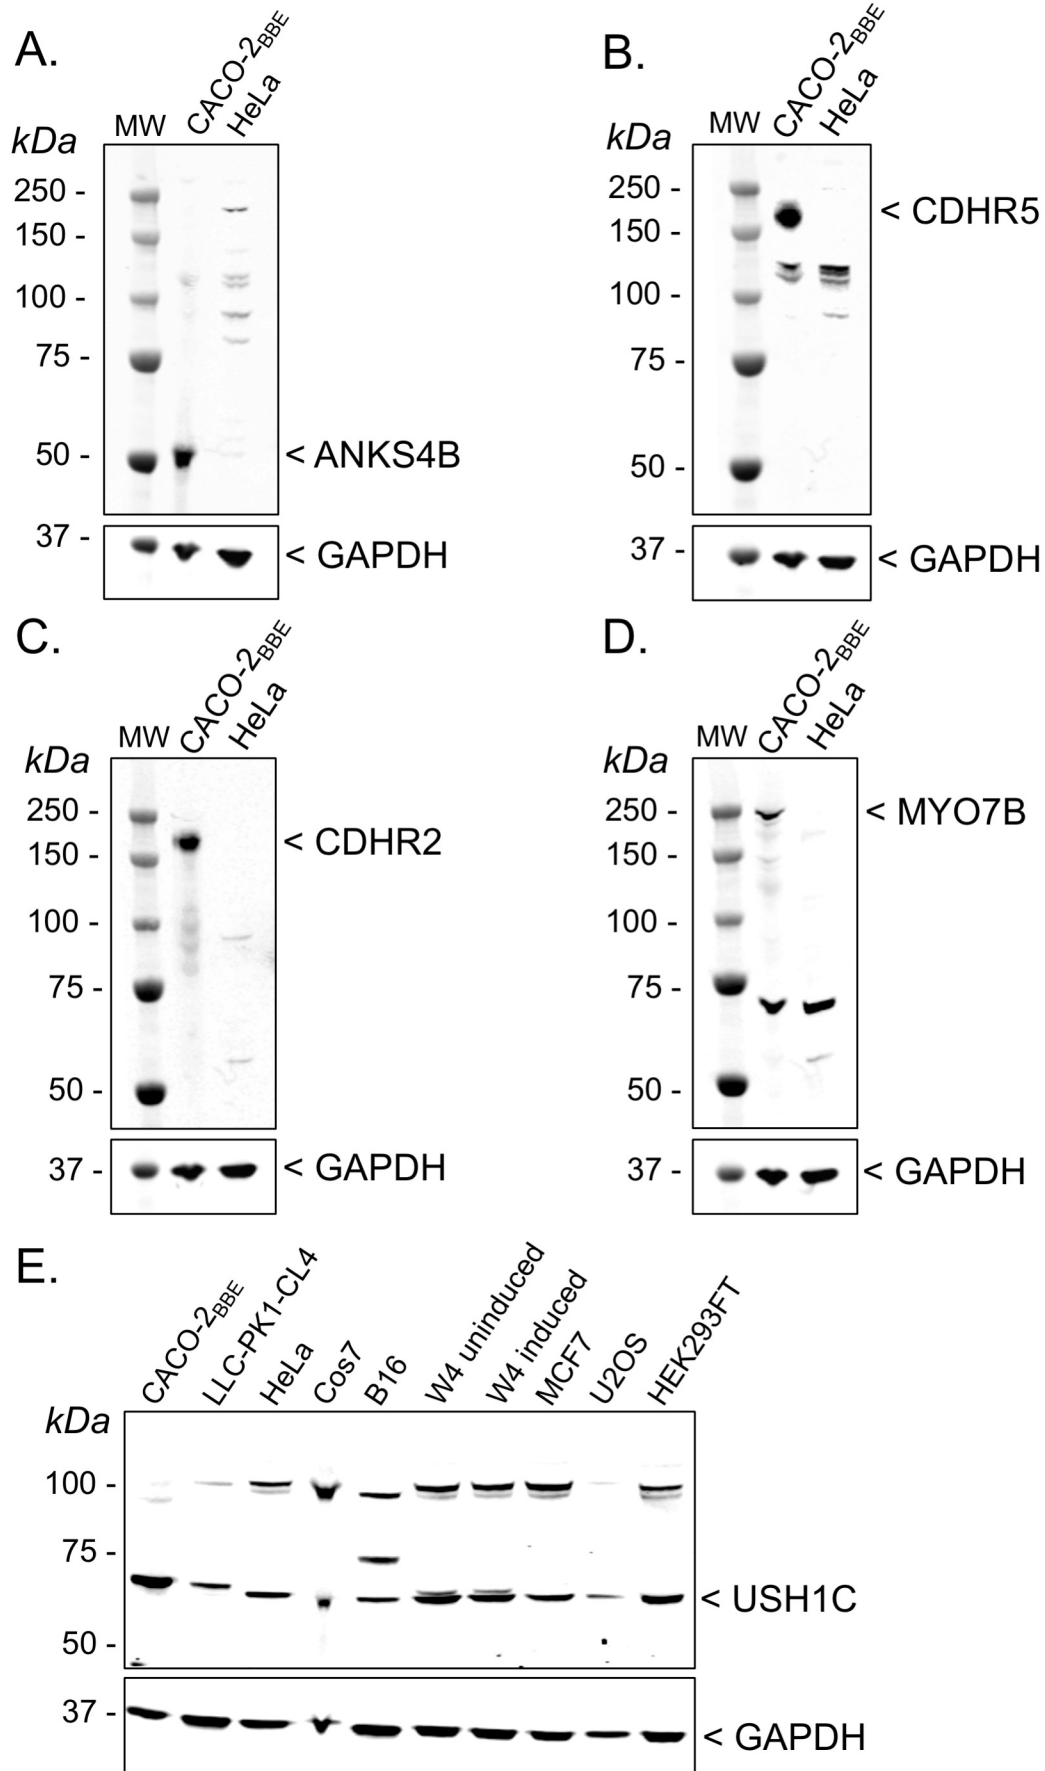 A.
CACO-2BBE
HeLa
MW
kDa
250 -
150 -
100 -
75 -
50 -
< ANKS4B
37 -
< GAPDH
B.
CACO-2BBE
HeLa
MW
kDa
250 -
< CDHR5
150 -
100 -
75 -
50 -
37 -
< GAPDH
C.
CACO-2BBE
HeLa
MW
kDa
250 -
< CDHR2
150 -
100 -
75 -
50 -
37 -
< GAPDH
D.
CACO-2BBE
HeLa
MW
kDa
250 -
< MYO7B
150 -
100 -
75 -
50 -
37 -
< GAPDH
E.
CACO-2BBE
LLC-PK1-CL4
HeLa
Cos7
B16
W4 uninduced
W4 induced
MCF7
U2OS
HEK293FT
kDa
100 -
75 -
< USH1C
50 -
37 -
< GAPDH